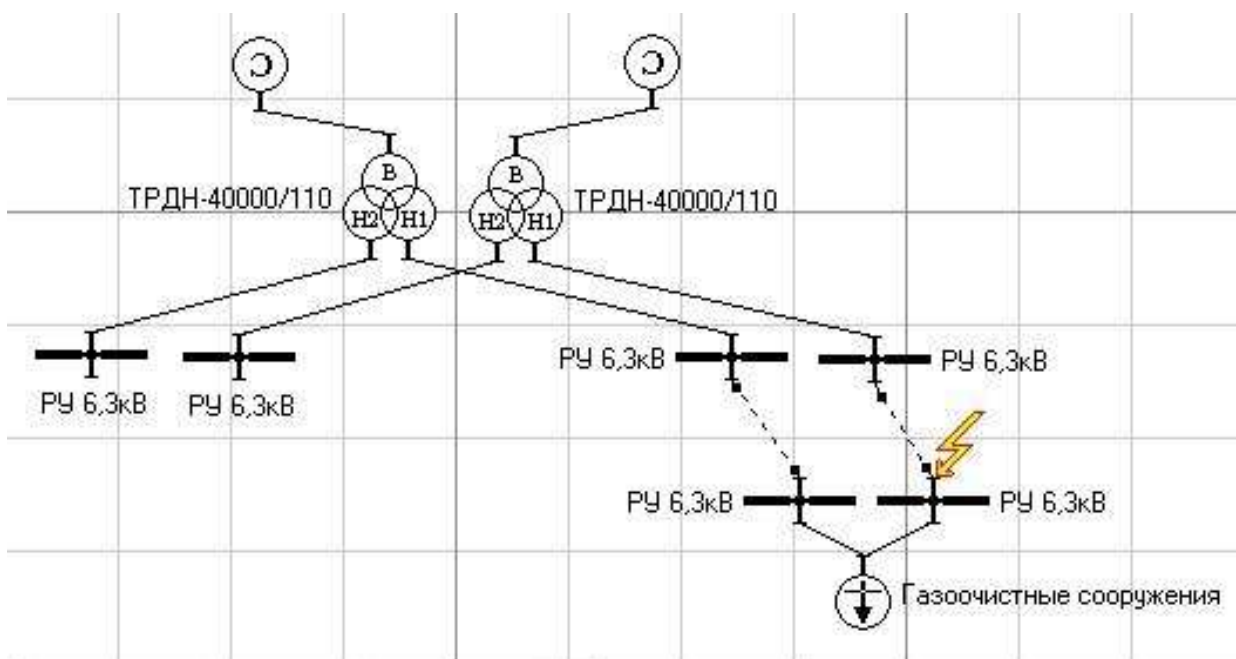 С С
В В
ТРДН-40000/110 Н2 Н1 Н2 Н1 ТРДН-40000/110
РУ 6,3кВ РУ 6,3кВ
РУ 6,3кВ РУ 6,3кВ
РУ 6,3кВ РУ 6,3кВ
Газоочистные сооружения